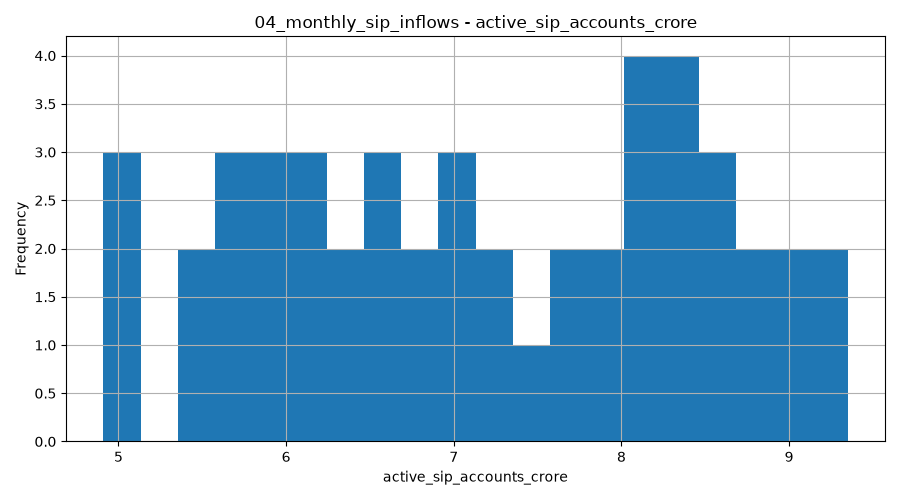 04_monthly_sip_inflows - active_sip_accounts_crore
Frequency
4.0
3.5
3.0
2.5
2.0
1.5
1.0
0.5
0.0
5 6 7 8 9
active_sip_accounts_crore